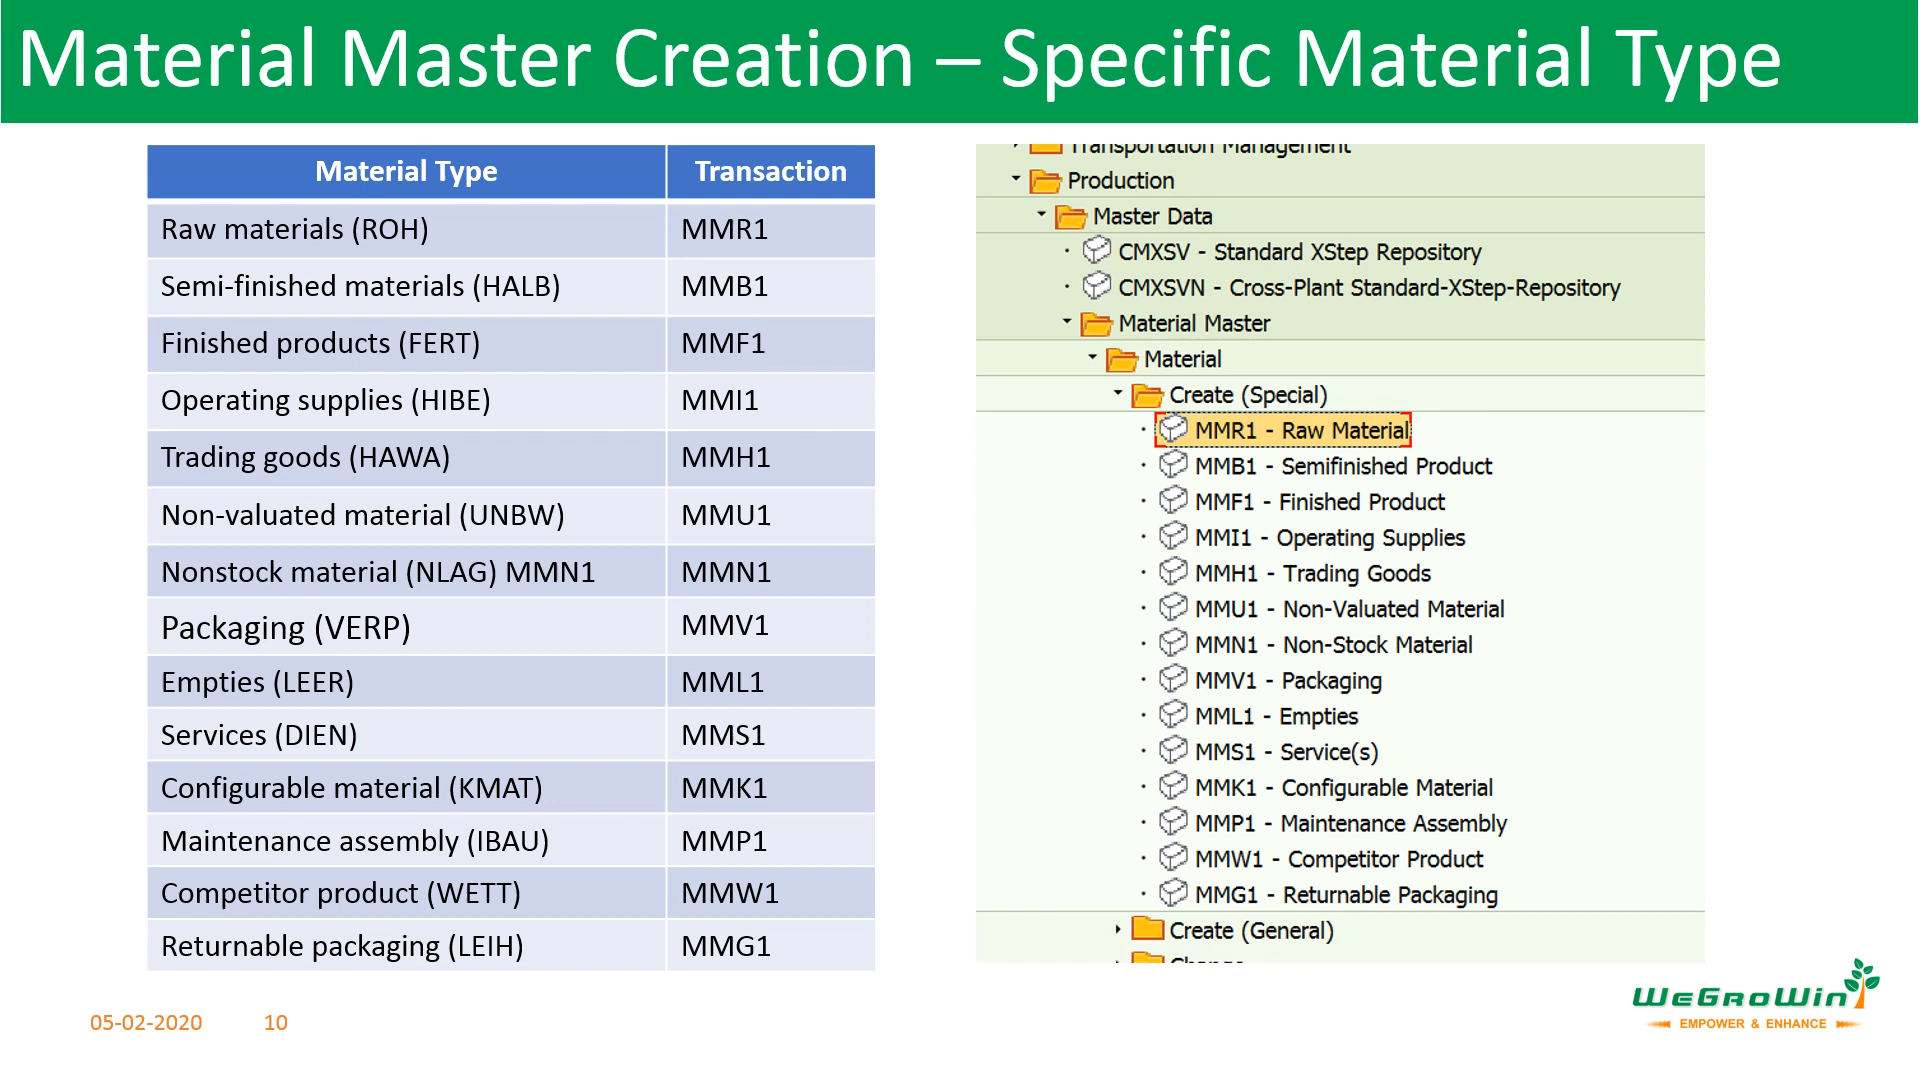 Material Master Creation – Specific Material Type
Material Type Transaction
Raw materials (ROH) MMR1
Semi-finished materials (HALB) MMB1
Finished products (FERT) MMF1
Operating supplies (HIBE) MMI1
Trading goods (HAWA) MMH1
Non-valuated material (UNBW) MMU1
Nonstock material (NLAG) MMN1 MMN1
Packaging (VERP) MMV1
Empties (LEER) MML1
Services (DIEN) MMS1
Configurable material (KMAT) MMK1
Maintenance assembly (IBAU) MMP1
Competitor product (WETT) MMW1
Returnable packaging (LEIH) MMG1
Transportation Management
Production
Master Data
CMXSV - Standard XStep Repository
CMXSVN - Cross-Plant Standard-XStep-Repository
Material Master
Material
Create (Special)
MMR1 - Raw Material
MMB1 - Semifinished Product
MMF1 - Finished Product
MMI1 - Operating Supplies
MMH1 - Trading Goods
MMU1 - Non-Valuated Material
MMN1 - Non-Stock Material
MMV1 - Packaging
MML1 - Empties
MMS1 - Service(s)
MMK1 - Configurable Material
MMP1 - Maintenance Assembly
MMW1 - Competitor Product
MMG1 - Returnable Packaging
Create (General)
Change
WeGroWin
EMPOWER & ENHANCE
05-02-2020 10